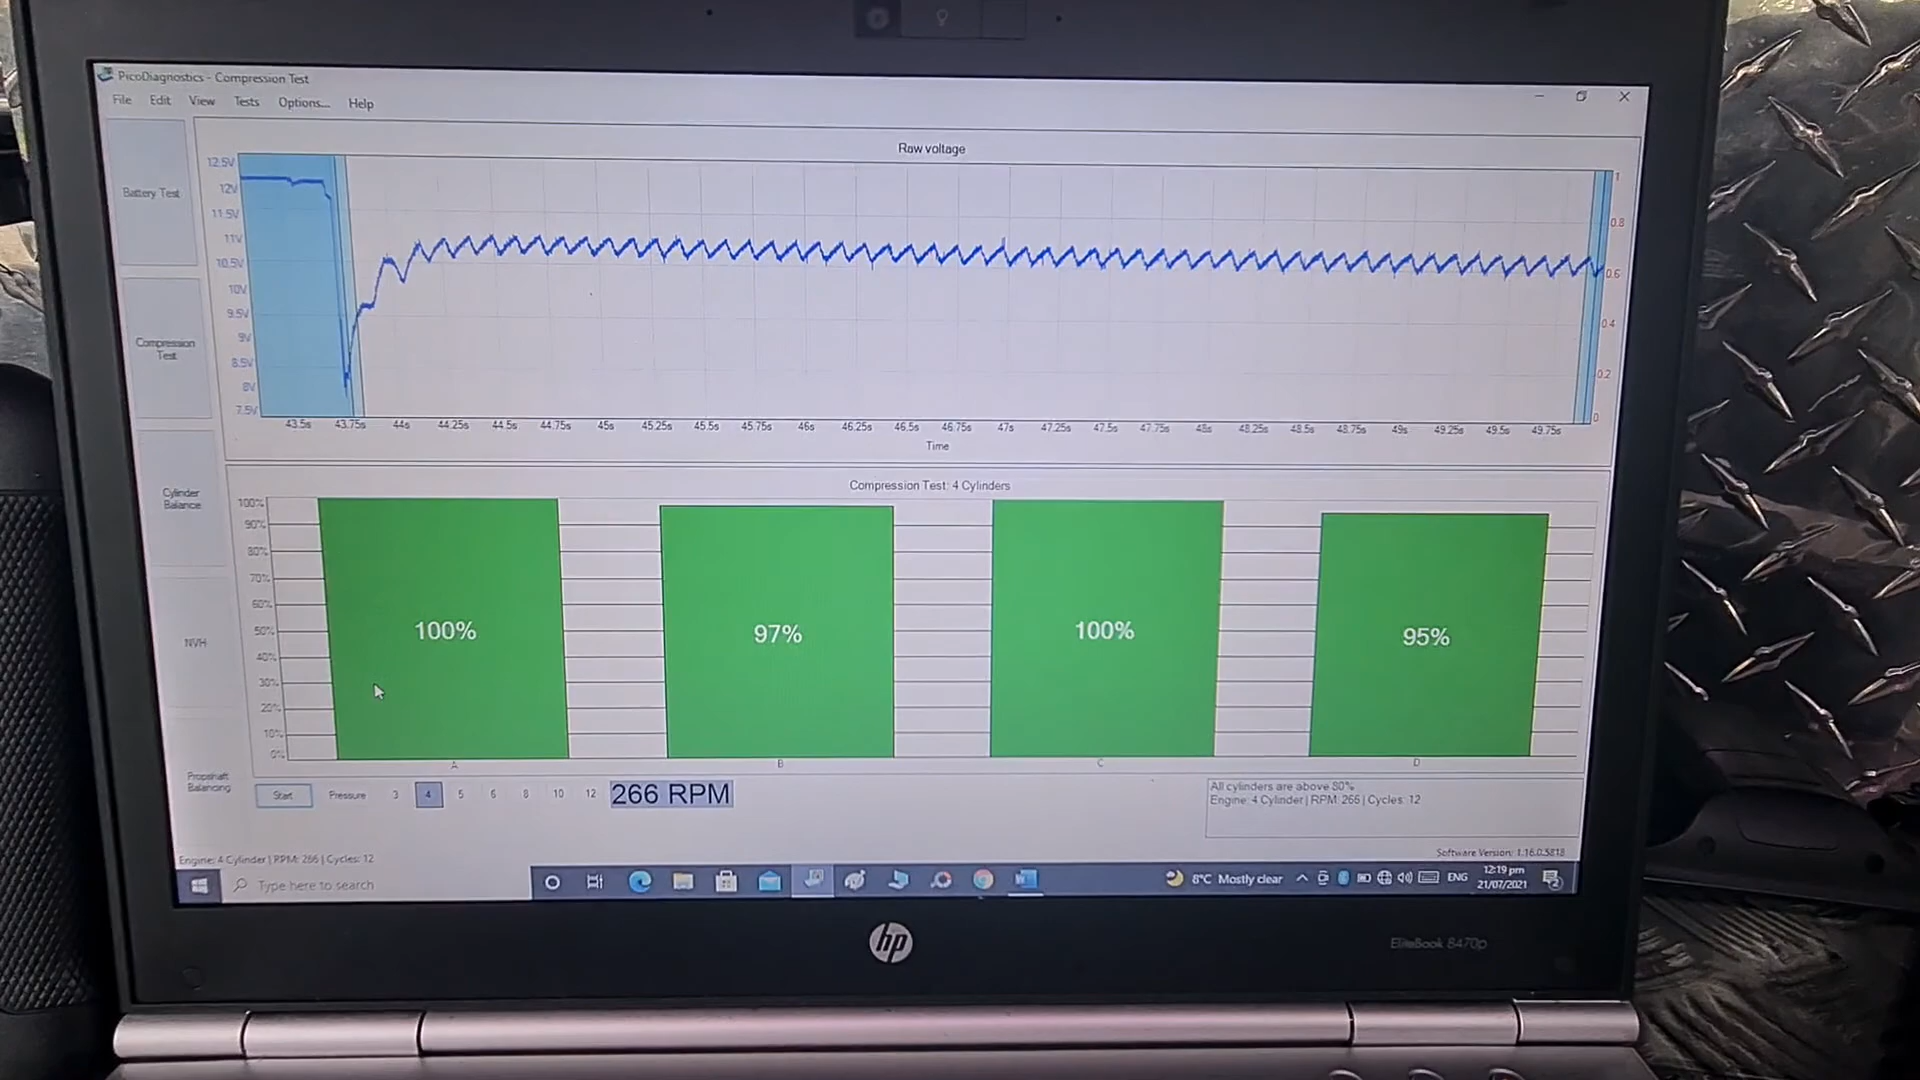 PicoDiagnostics - Compression Test
File Edit View Tests Options... Help
Battery Test
Compression Test
Cylinder Balance
NVH
Propshaft Balancing
Raw voltage
12.5V
12V
11.5V
11V
10.5V
10V
9.5V
9V
8.5V
8V
7.5V
1
0.8
0.6
0.4
0.2
0
43.5s 43.75s 44s 44.25s 44.5s 44.75s 45s 45.25s 45.5s 45.75s 46s 46.25s 46.5s 46.75s 47s 47.25s 47.5s 47.75s 48s 48.25s 48.5s 48.75s 49s 49.25s 49.5s 49.75s
Time
Compression Test: 4 Cylinders
100%
90%
80%
70%
60%
50%
40%
30%
20%
10%
0%
100% 97% 100% 95%
A B C D
Start Pressure 3 4 5 6 8 10 12 266 RPM
All cylinders are above 80%
Engine: 4 Cylinder | RPM: 266 | Cycles: 12
Software Version: 1.16.0.5818
Engine: 4 Cylinder | RPM: 266 | Cycles: 12
Type here to search
8°C Mostly clear
ENG
12:19 pm
21/07/2021
2
hp
EliteBook 8470p